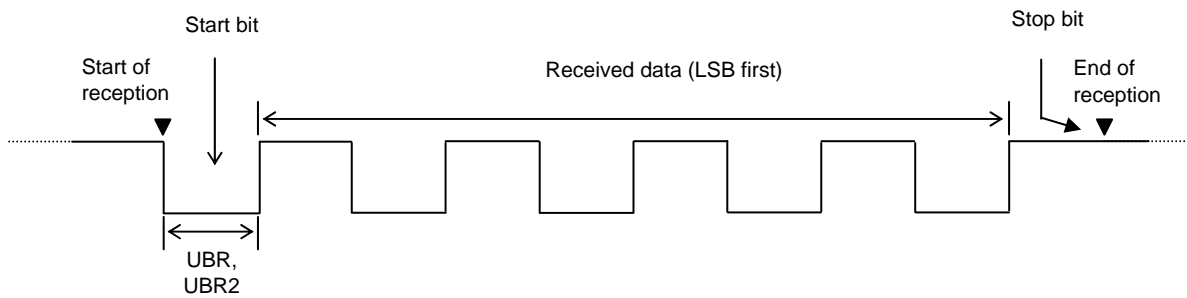 Start bit
Stop bit
Start of
reception
Received data (LSB first)
End of
reception
UBR,
UBR2